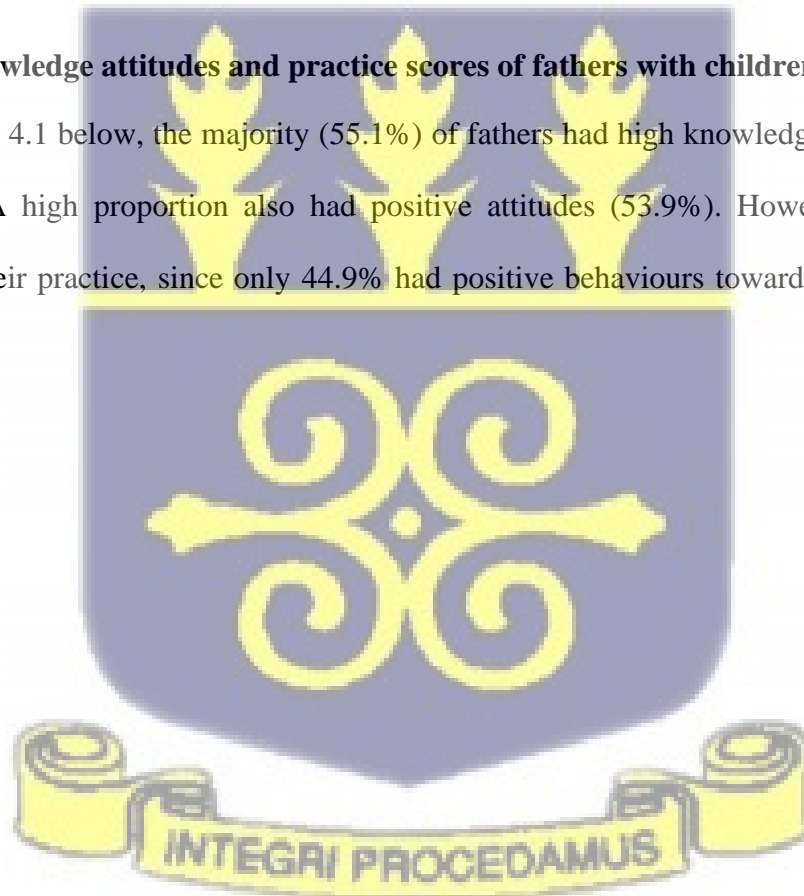 wledge attitudes and practice scores of fathers with children
4.1 below, the majority (55.1%) of fathers had high knowledg
high proportion also had positive attitudes (53.9%). Howe
eir practice, since only 44.9% had positive behaviours toward
INTEGRI PROCEDAMUS